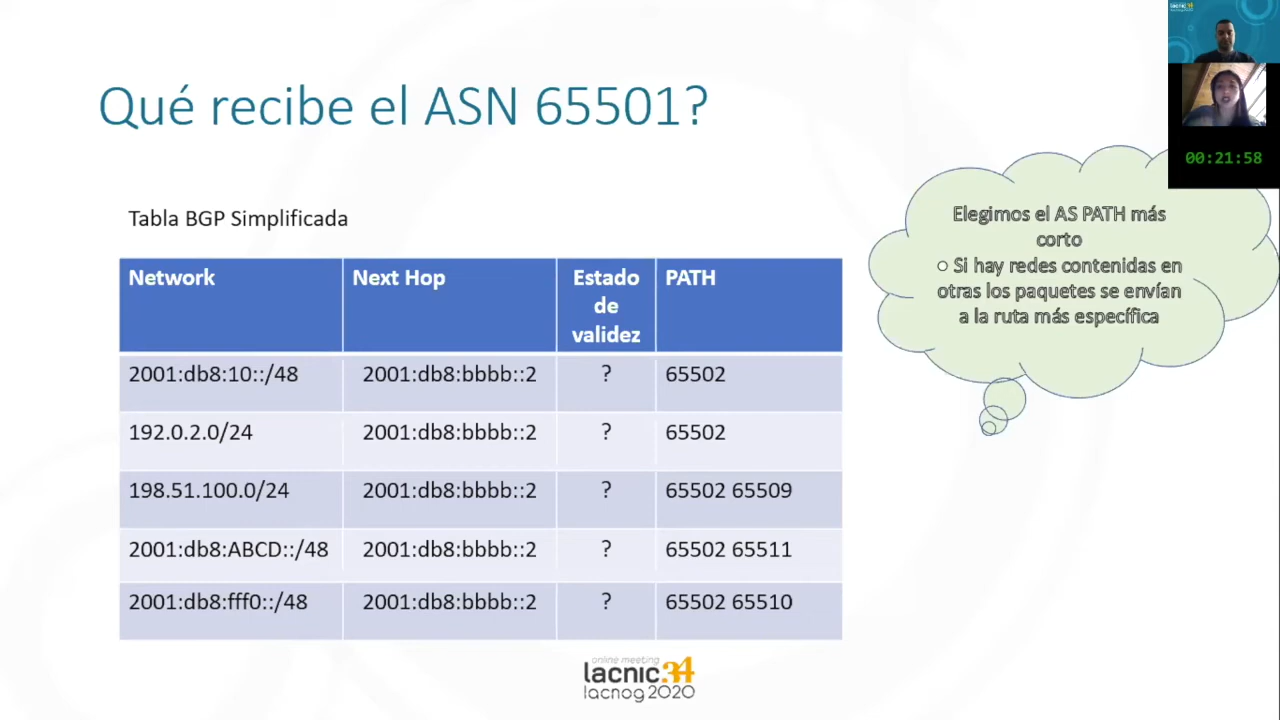 Qué recibe el ASN 65501?
00:21:58
Tabla BGP Simplificada
Elegimos el AS PATH más
corto
○ Si hay redes contenidas en
otras los paquetes se envían
a la ruta más específica
Network Next Hop Estado de validez PATH
2001:db8:10::/48 2001:db8:bbbb::2 ? 65502
192.0.2.0/24 2001:db8:bbbb::2 ? 65502
198.51.100.0/24 2001:db8:bbbb::2 ? 65502 65509
2001:db8:ABCD::/48 2001:db8:bbbb::2 ? 65502 65511
2001:db8:fff0::/48 2001:db8:bbbb::2 ? 65502 65510
online meeting
lacnic34
lacnog2020